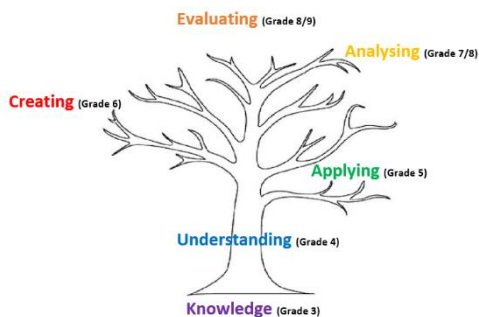 Evaluating (Grade 8/9)
Analysing (Grade 7/8)
Creating (Grade 6)
Applying (Grade 5)
Understanding (Grade 4)
Knowledge (Grade 3)